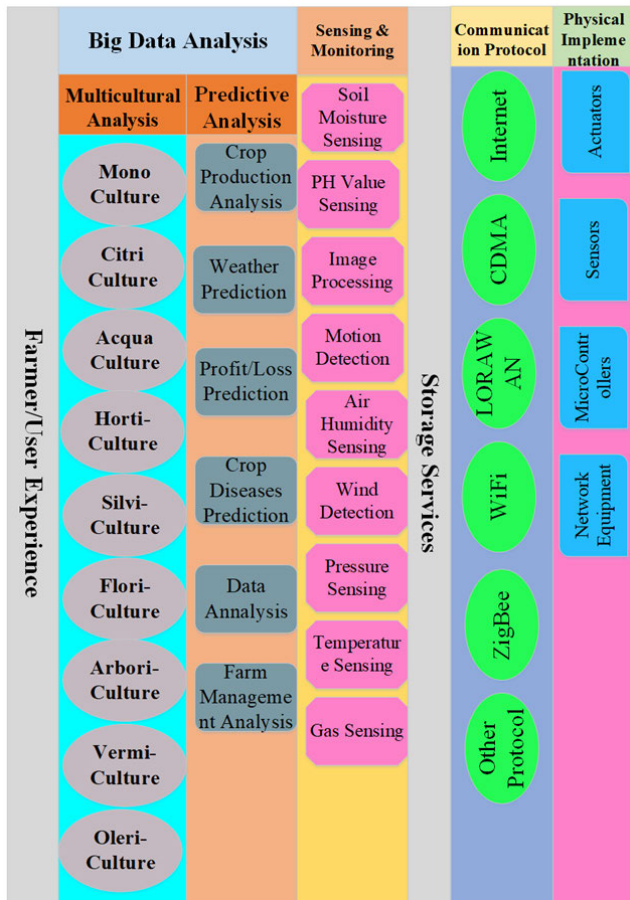 Farmer/User Experience
Big Data Analysis
Multicultural
Analysis
Mono
Culture
Citri
Culture
Acqua
Culture
Horti-
Culture
Silvi-
Culture
Flori-
Culture
Arbori-
Culture
Vermi-
Culture
Oleri-
Culture
Predictive
Analysis
Crop
Production
Analysis
Weather
Prediction
Profit/Loss
Prediction
Crop
Diseases
Prediction
Data
Annalysis
Farm
Manageme
nt Analysis
Sensing &
Monitoring
Soil
Moisture
Sensing
PH Value
Sensing
Image
Processing
Motion
Detection
Air
Humidity
Sensing
Wind
Detection
Pressure
Sensing
Temperatur
e Sensing
Gas Sensing
Storage Services
Communicat
ion Protocol
Internet
CDMA
LORAW
AN
WiFi
ZigBee
Other
Protocol
Physical
Impleme
ntation
Actuators
Sensors
MicroContr
ollers
Network
Equipment